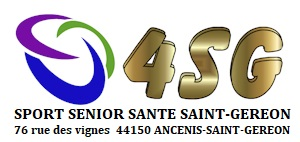 4SG
SPORT SENIOR SANTE SAINT-GEREON
76 rue des vignes 44150 ANCENIS-SAINT-GEREON